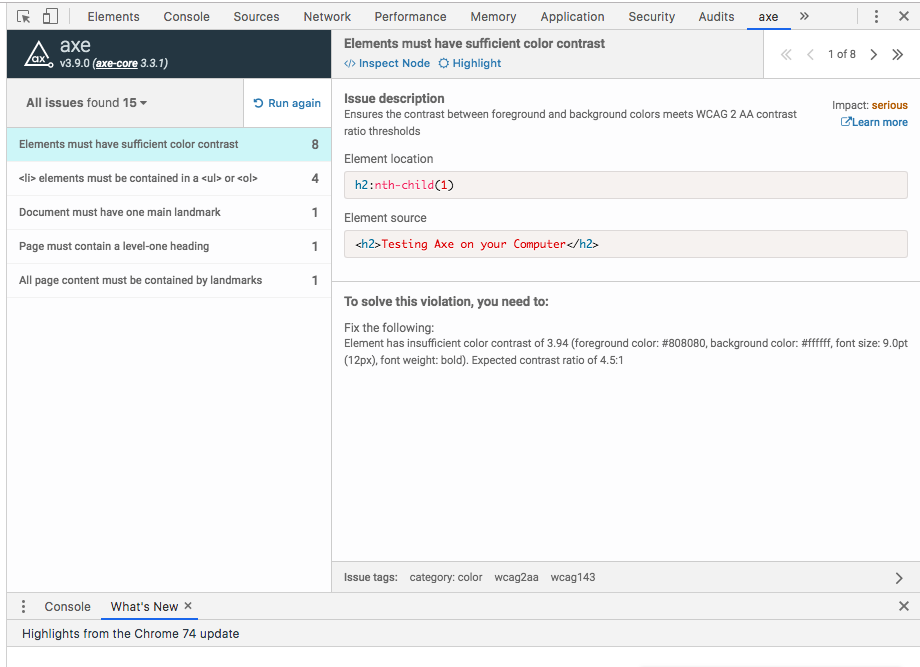 Elements Console Sources Network Performance Memory Application Security Audits axe
axe
v3.9.0 (axe-core 3.3.1)
Elements must have sufficient color contrast
</> Inspect Node Highlight
1 of 8
All issues found 15
Run again
Elements must have sufficient color contrast 8
<li> elements must be contained in a <ul> or <ol> 4
Document must have one main landmark 1
Page must contain a level-one heading 1
All page content must be contained by landmarks 1
Issue description
Ensures the contrast between foreground and background colors meets WCAG 2 AA contrast
ratio thresholds
Impact: serious
Learn more
Element location
h2:nth-child(1)
Element source
<h2>Testing Axe on your Computer</h2>
To solve this violation, you need to:
Fix the following:
Element has insufficient color contrast of 3.94 (foreground color: #808080, background color: #ffffff, font size: 9.0pt
(12px), font weight: bold). Expected contrast ratio of 4.5:1
Issue tags: category: color wcag2aa wcag143
Console What's New
Highlights from the Chrome 74 update